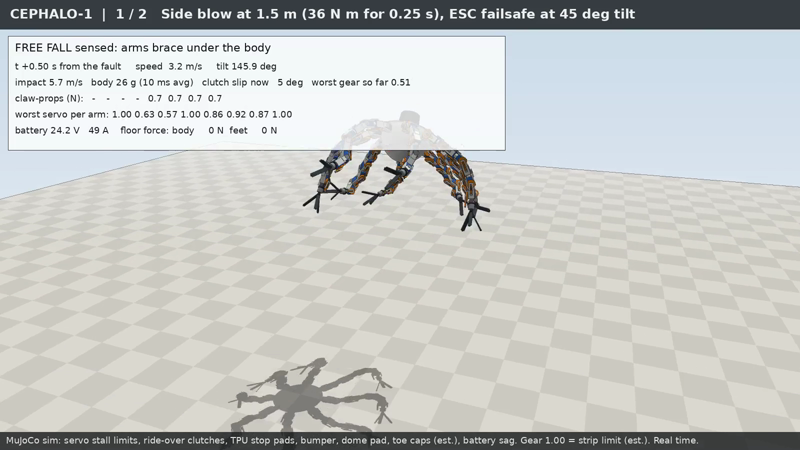 CEPHALO-1 | 1 / 2 Side blow at 1.5 m (36 N m for 0.25 s), ESC failsafe at 45 deg tilt
FREE FALL sensed: arms brace under the body
t +0.50 s from the fault speed 3.2 m/s tilt 145.9 deg
impact 5.7 m/s body 26 g (10 ms avg) clutch slip now 5 deg worst gear so far 0.51
claw-props (N): - - - - 0.7 0.7 0.7 0.7
worst servo per arm: 1.00 0.63 0.57 1.00 0.86 0.92 0.87 1.00
battery 24.2 V 49 A floor force: body 0 N feet 0 N
MuJoCo sim: servo stall limits, ride-over clutches, TPU stop pads, bumper, dome pad, toe caps (est.), battery sag. Gear 1.00 = strip limit (est.). Real time.